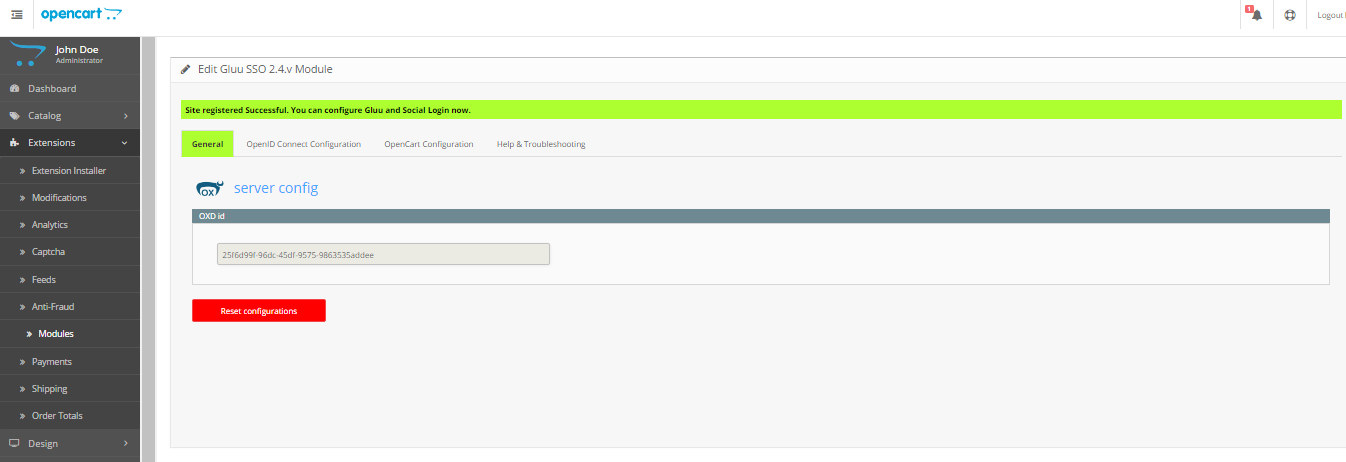 opencart
1
Logout
John Doe
Administrator
Dashboard
Catalog
Extensions
Extension Installer
Modifications
Analytics
Captcha
Feeds
Anti-Fraud
Modules
Payments
Shipping
Order Totals
Design
Edit Gluu SSO 2.4.v Module
Site registered Successful. You can configure Gluu and Social Login now.
General OpenID Connect Configuration OpenCart Configuration Help & Troubleshooting
OX server config
OXD id
25f6d99f-96dc-45df-9575-9863535addee
Reset configurations